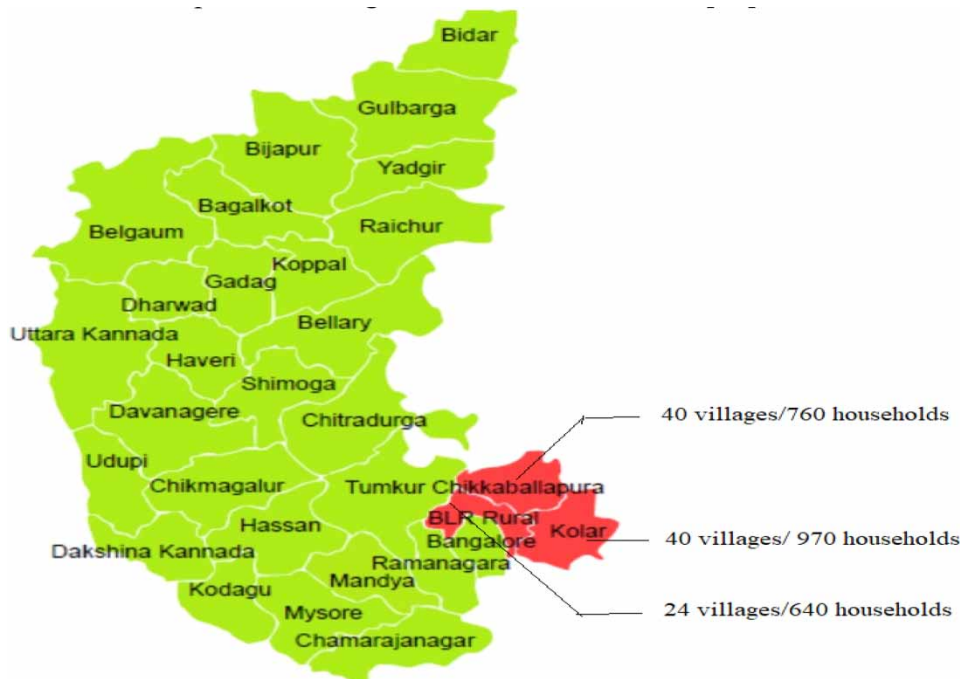 Bidar
Gulbarga
Bijapur
Yadgir
Bagalkot
Raichur
Belgaum
Koppal
Gadag
Dharwad
Bellary
Uttara Kannada
Haveri
Shimoga
Davanagere
Chitradurga
40 villages/760 households
Udupi
Chikmagalur
Tumkur
Chikkaballapura
BLR Rural
Hassan
Kolar
Bangalore
40 villages/ 970 households
Dakshina Kannada
Ramanagara
Mandya
Kodagu
24 villages/640 households
Mysore
Chamarajanagar